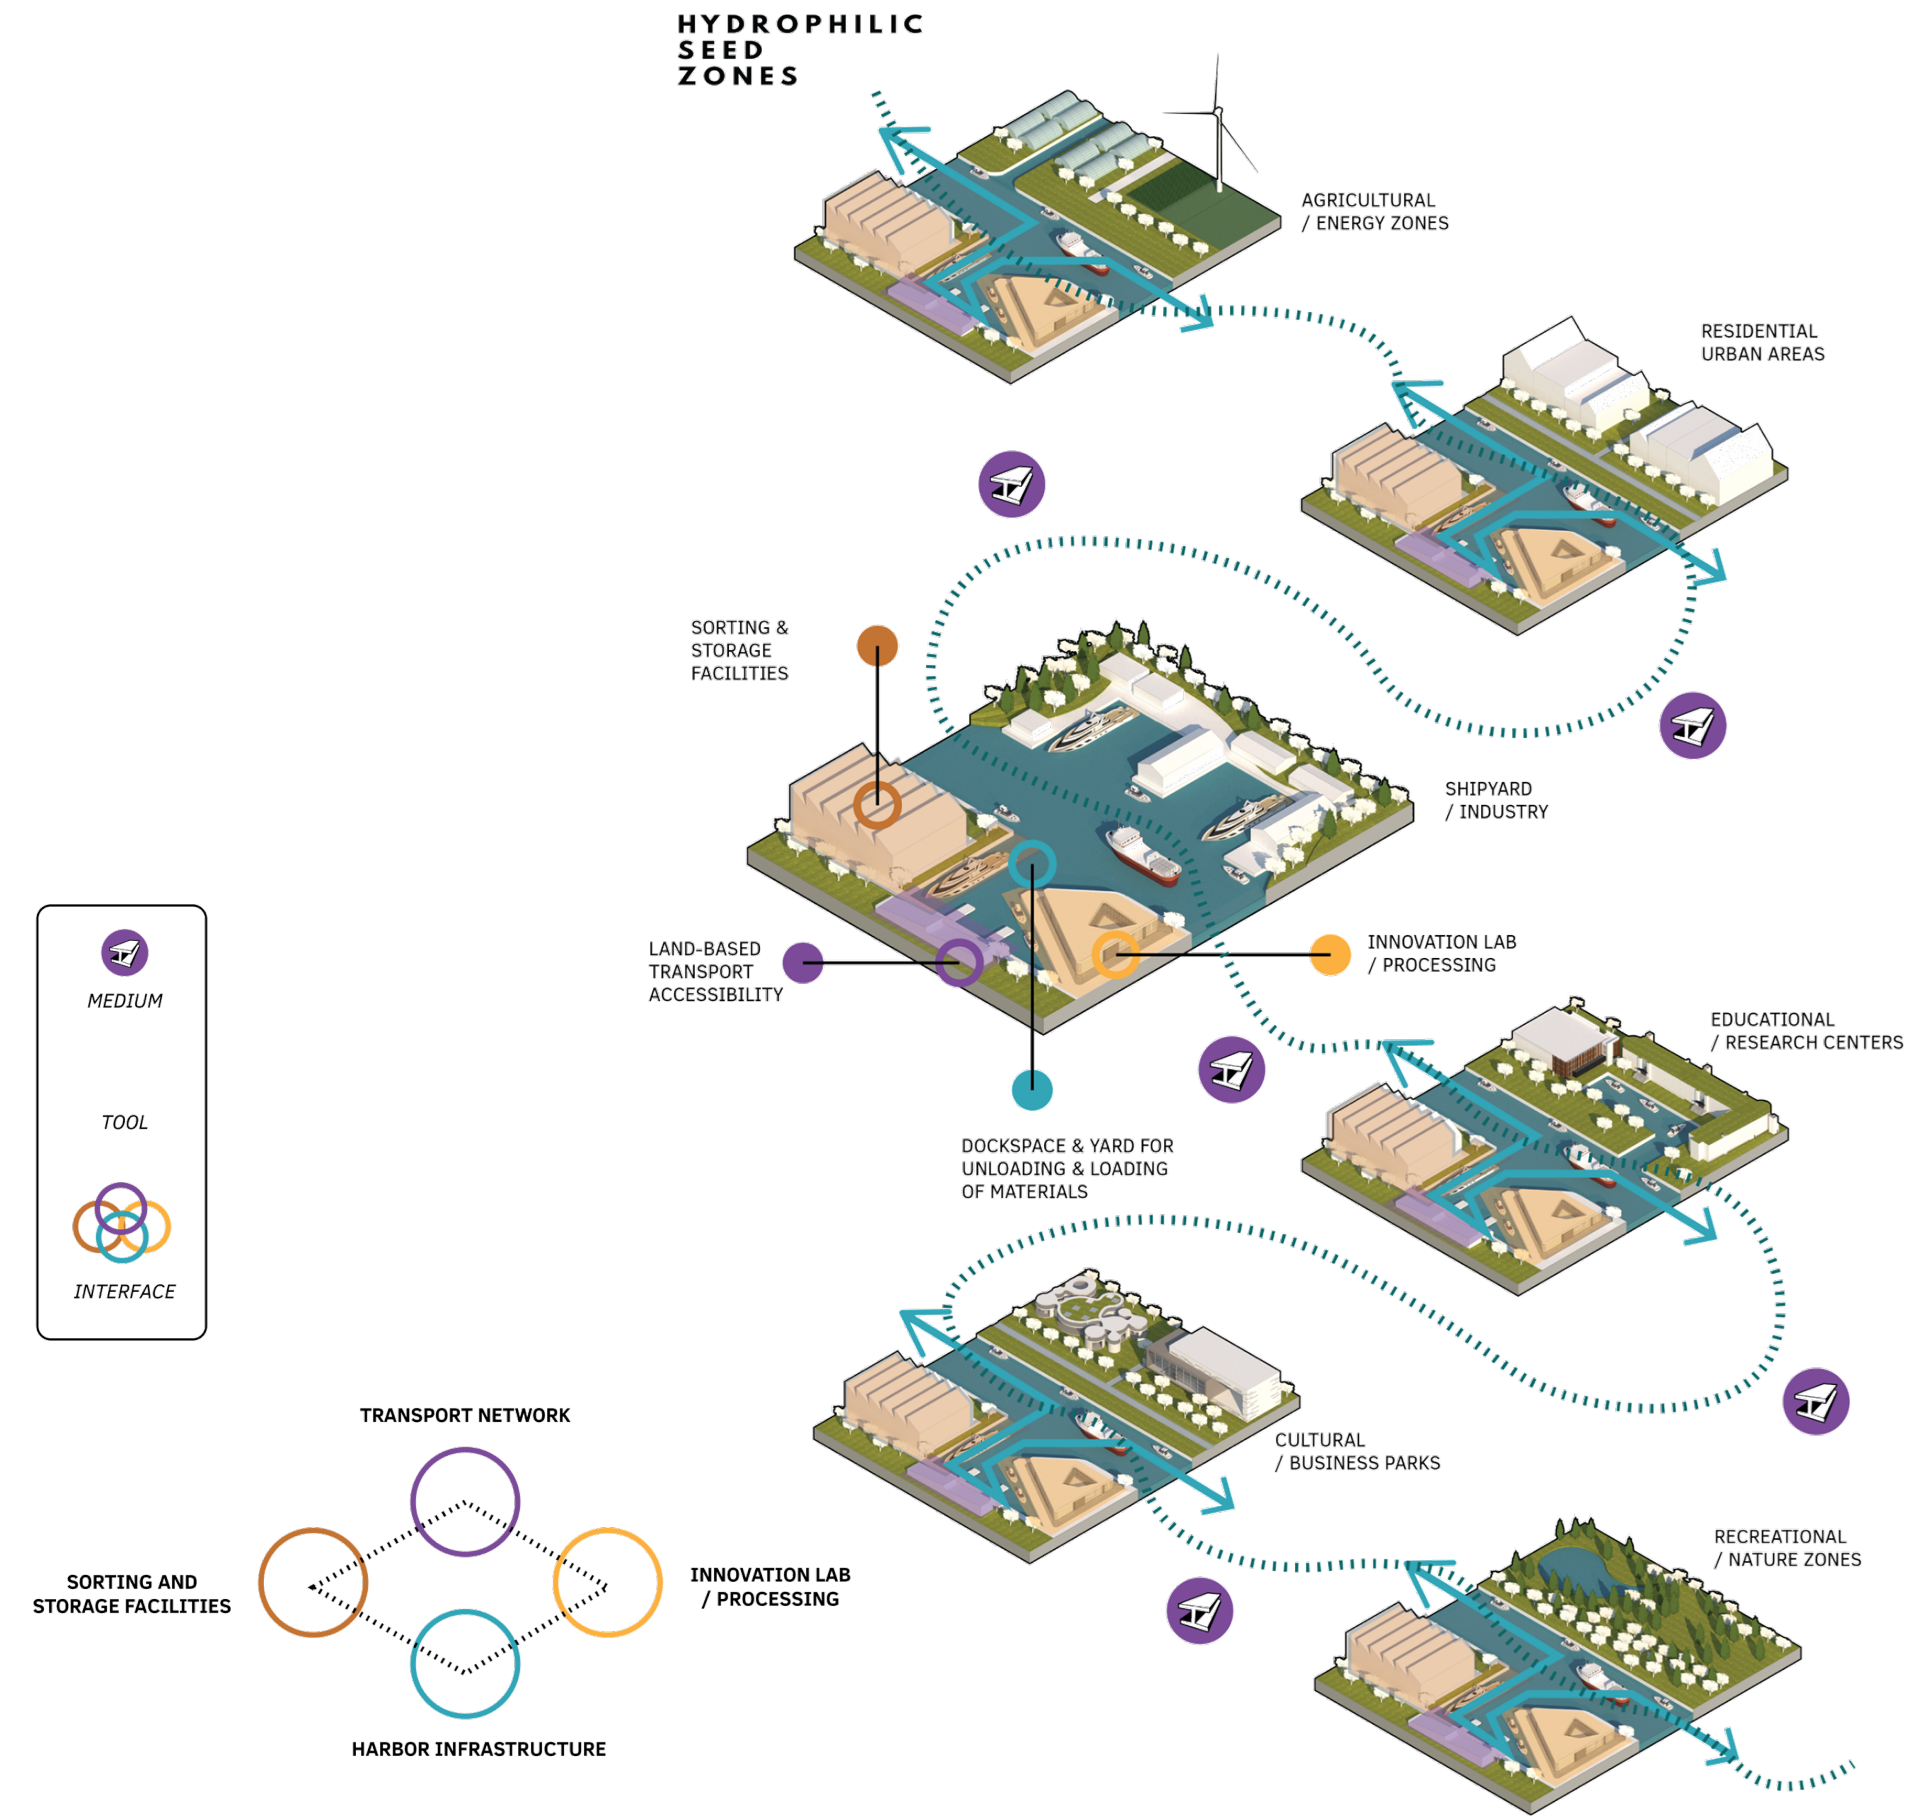 HYDROPHILIC
SEED
ZONES
AGRICULTURAL
/ ENERGY ZONES
RESIDENTIAL
URBAN AREAS
SORTING &
STORAGE
FACILITIES
SHIPYARD
/ INDUSTRY
LAND-BASED
TRANSPORT
ACCESSIBILITY
INNOVATION LAB
/ PROCESSING
DOCKSPACE & YARD FOR
UNLOADING & LOADING
OF MATERIALS
EDUCATIONAL
/ RESEARCH CENTERS
MEDIUM
TOOL
INTERFACE
CULTURAL
/ BUSINESS PARKS
RECREATIONAL
/ NATURE ZONES
TRANSPORT NETWORK
SORTING AND
STORAGE FACILITIES
INNOVATION LAB
/ PROCESSING
HARBOR INFRASTRUCTURE